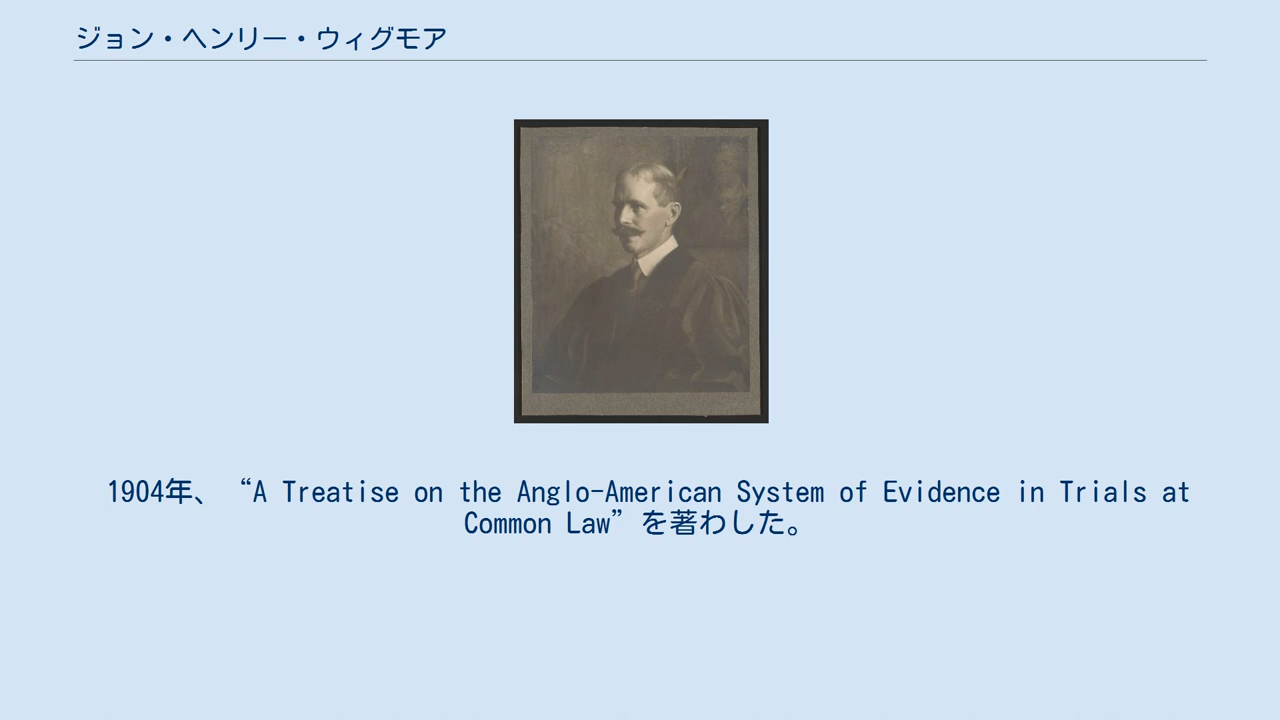 ジョン・ヘンリー・ウィグモア
1904年、 “A Treatise on the Anglo-American System of Evidence in Trials at
Common Law” を著わした。